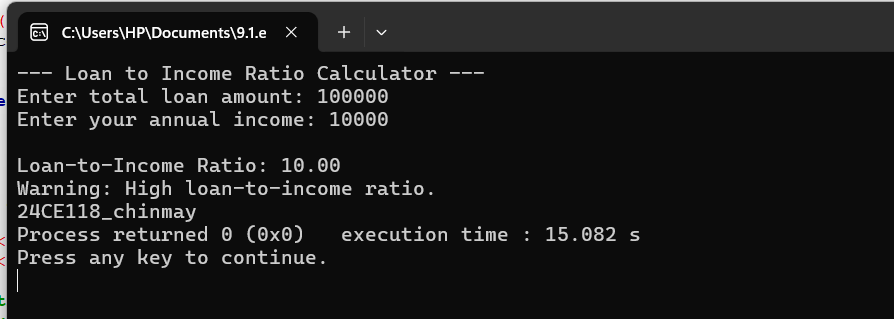 C:\Users\HP\Documents\9.1.e
--- Loan to Income Ratio Calculator ---
Enter total loan amount: 100000
Enter your annual income: 10000
Loan-to-Income Ratio: 10.00
Warning: High loan-to-income ratio.
24CE118_chinmay
Process returned 0 (0x0)   execution time : 15.082 s
Press any key to continue.